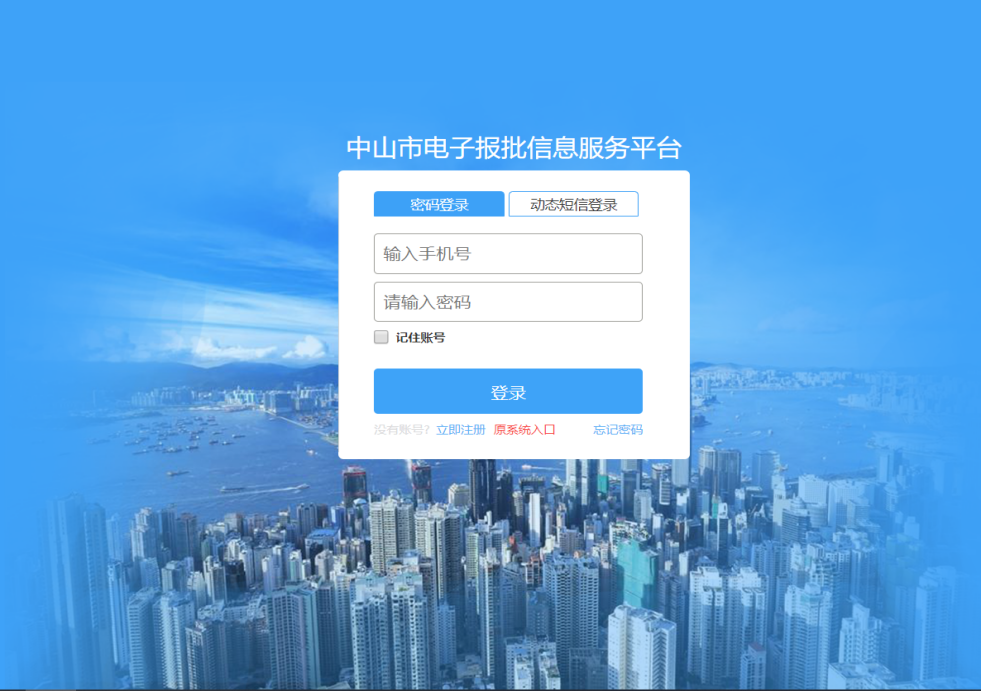 中山市电子报批信息服务平台
密码登录 动态短信登录
输入手机号
请输入密码
记住账号
登录
没有账号? 立即注册 原系统入口 忘记密码